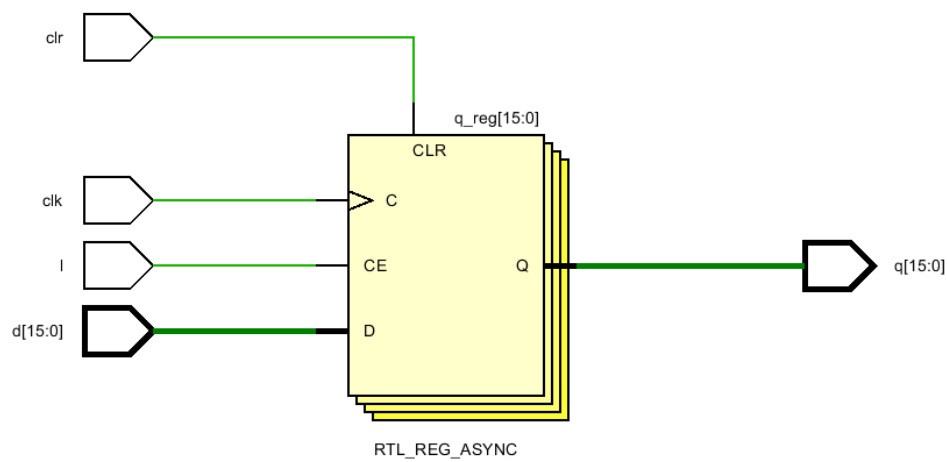 clr
q_reg[15:0]
CLR
clk
C
l
CE
Q
q[15:0]
d[15:0]
D
RTL_REG_ASYNC